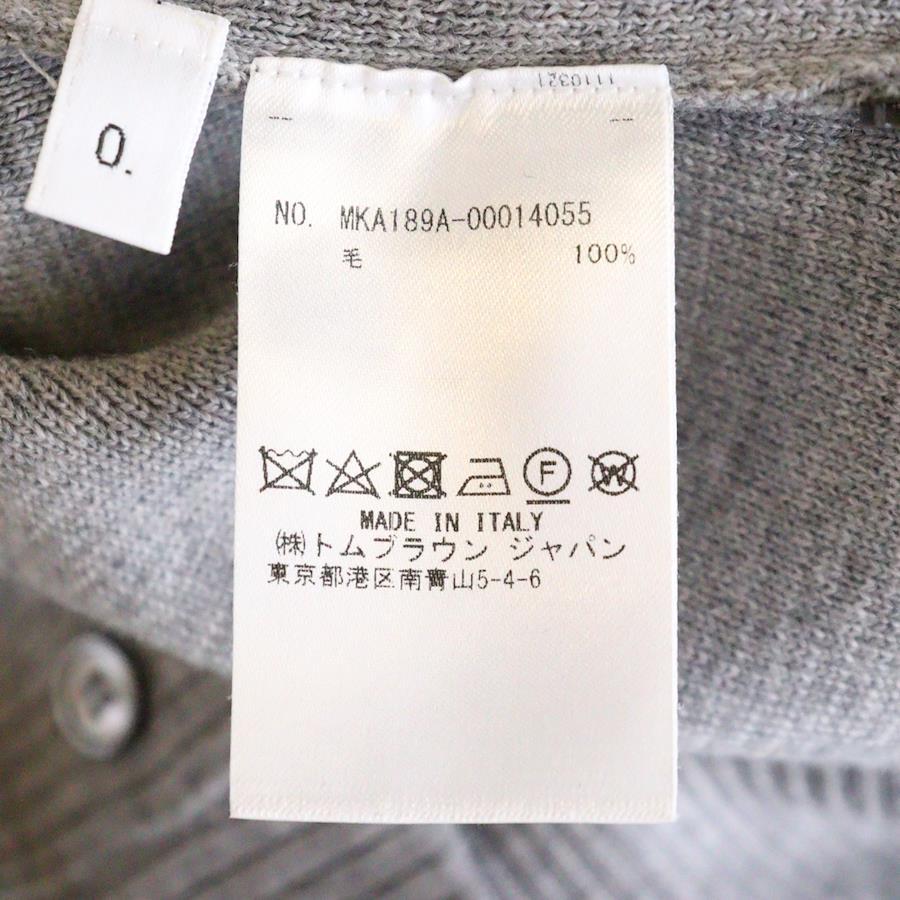 0.
1110321
NO. MKA189A-00014055
毛 100%
F W
MADE IN ITALY
㈱トムブラウン ジャパン
東京都港区南青山5-4-6